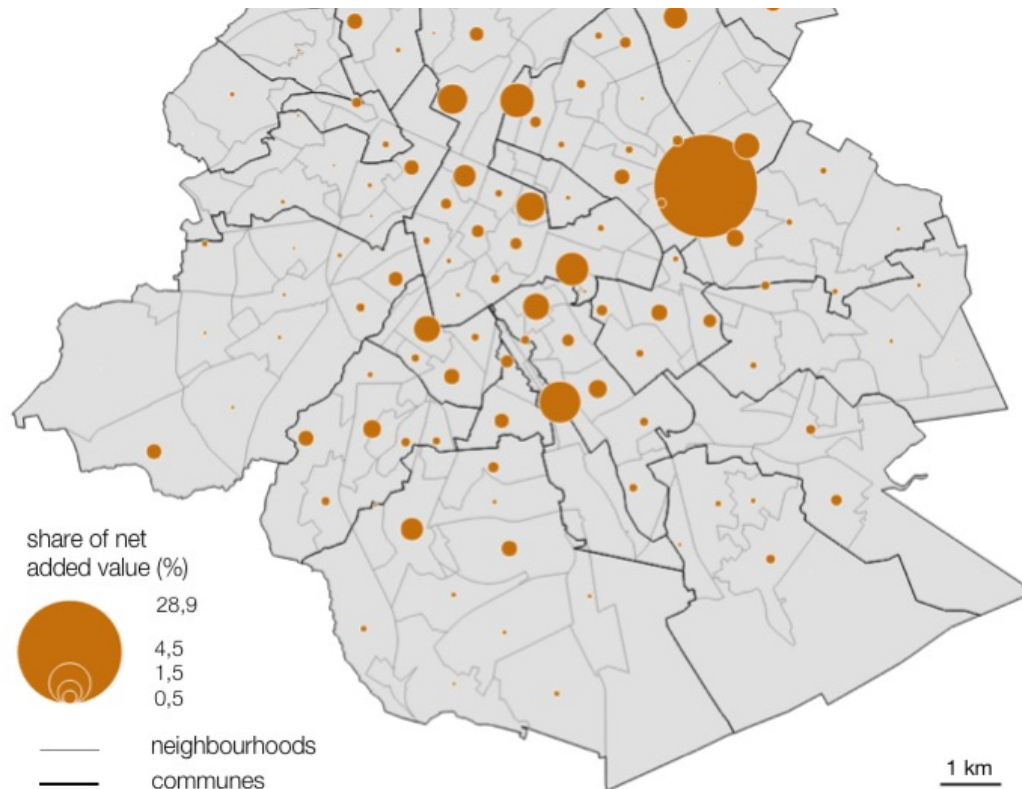 share of net
added value (%)
28,9
4,5
1,5
0,5
neighbourhoods
communes
1 km